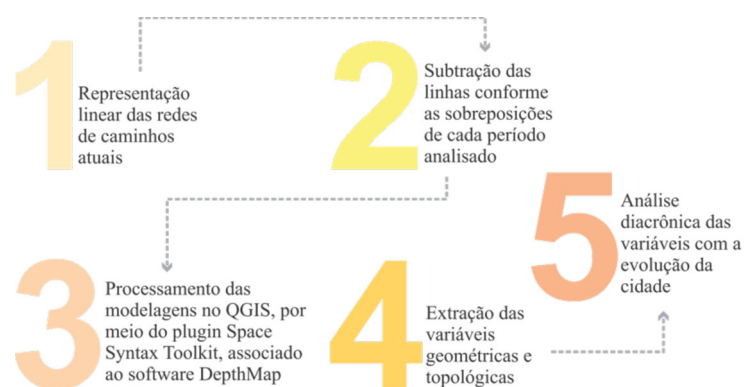 1
Representação
linear das redes
de caminhos
atuais
2
Subtração das
linhas conforme
as sobreposições
de cada período
analisado
3
Processamento das
modelagens no QGIS, por
meio do plugin Space
Syntax Toolkit, associado
ao software DepthMap
4
Extração das
variáveis
geométricas e
topológicas
5
Análise
diacrônica das
variáveis com a
evolução da
cidade